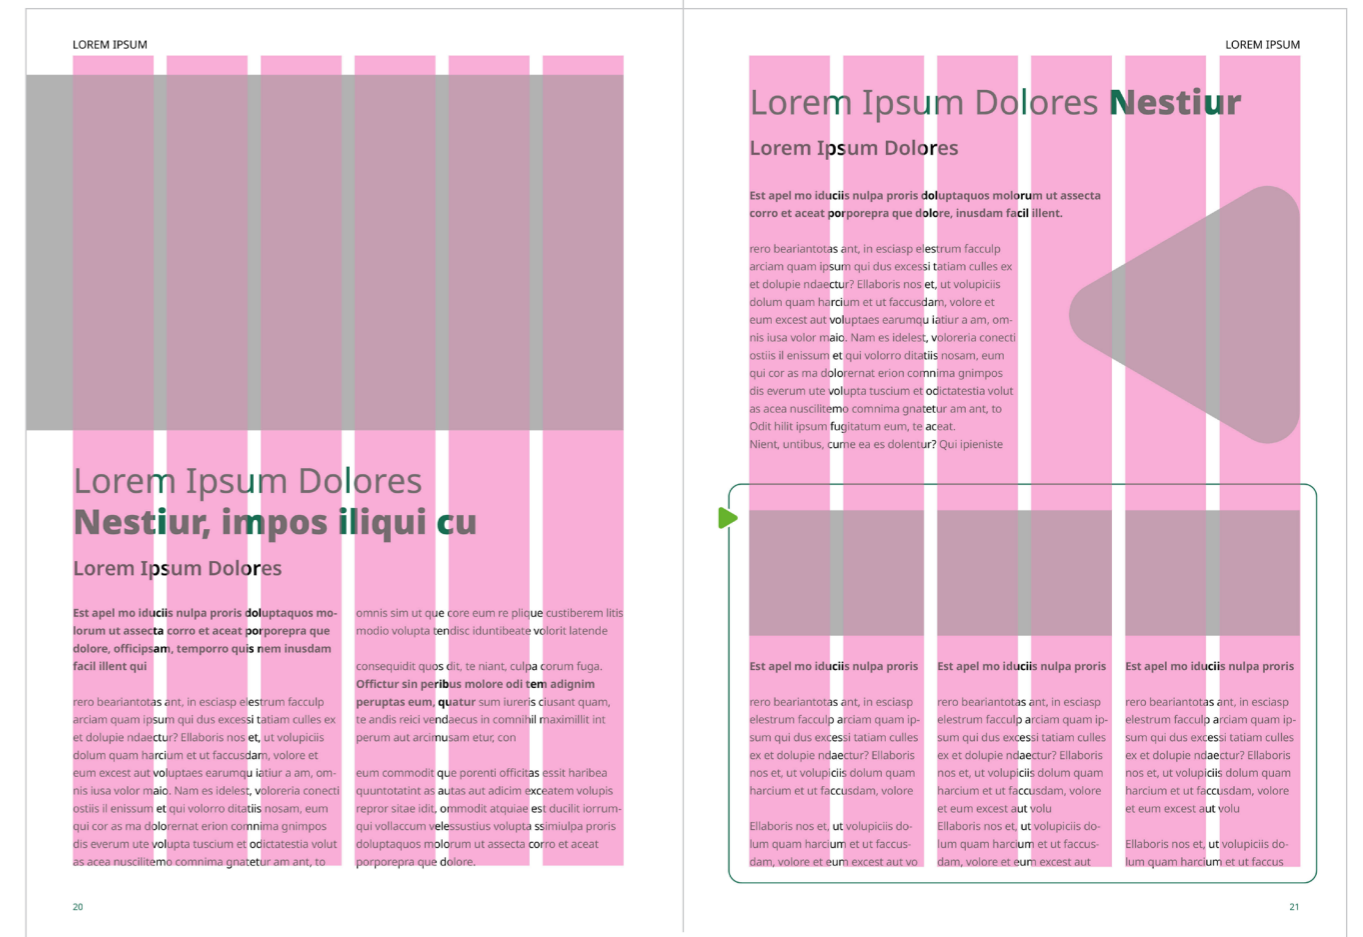 LOREM IPSUM
Lorem Ipsum Dolores
Nestiur, impos iliqui cu
Lorem Ipsum Dolores
Est apel mo iduciis nulpa proris doluptaquos mo-
lorum ut assecta corro et aceat porporepra que
dolore, officipsam, temporro quis nem inusdam
facil illent qui
rero beariantotas ant, in esciasp elestrum facculp
arciam quam ipsum qui dus excessi tatiam culles ex
et dolupie ndaectur? Ellaboris nos et, ut volupiciis
dolum quam harcium et ut faccusdam, volore et
eum excest aut voluptaes earumqu iatiur a am, om-
nis iusa volor maio. Nam es idelest, voloreria conecti
ostiis il enissum et qui volorro ditatiis nosam, eum
qui cor as ma dolorernat erion comnima gnimpos
dis everum ute volupta tuscium et odictatestia volut
as acea nuscilitemo comnima gnatetur am ant, to
omnis sim ut que core eum re plique custiberem litis
modio volupta tendisc iduntibeate volorit latende
consequidit quos dit, te niant, culpa corum fuga.
Offictur sin peribus molore odi tem adignim
peruptas eum, quatur sum iureris ciusant quam,
te andis reici vendaecus in comnihil maximillit int
perum aut arcimusam etur, con
eum commodit que porenti officitas essit haribea
quuntotatint as autas aut adicim exceatem volupis
repror sitae idit, ommodit atquiae est ducilit iorrum-
qui vollaccum velessustius volupta ssimiulpa proris
doluptaquos molorum ut assecta corro et aceat
porporepra que dolore.
20
LOREM IPSUM
Lorem Ipsum Dolores Nestiur
Lorem Ipsum Dolores
Est apel mo iduciis nulpa proris doluptaquos molorum ut assecta
corro et aceat porporepra que dolore, inusdam facil illent.
rero beariantotas ant, in esciasp elestrum facculp
arciam quam ipsum qui dus excessi tatiam culles ex
et dolupie ndaectur? Ellaboris nos et, ut volupiciis
dolum quam harcium et ut faccusdam, volore et
eum excest aut voluptaes earumqu iatiur a am, om-
nis iusa volor maio. Nam es idelest, voloreria conecti
ostiis il enissum et qui volorro ditatiis nosam, eum
qui cor as ma dolorernat erion comnima gnimpos
dis everum ute volupta tuscium et odictatestia volut
as acea nuscilitemo comnima gnatetur am ant, to
Odit hilit ipsum fugitatum eum, te aceat.
Nient, untibus, cume ea es dolentur? Qui ipieniste
Est apel mo iduciis nulpa proris
rero beariantotas ant, in esciasp
elestrum facculp arciam quam ip-
sum qui dus excessi tatiam culles
ex et dolupie ndaectur? Ellaboris
nos et, ut volupiciis dolum quam
harcium et ut faccusdam, volore
Ellaboris nos et, ut volupiciis do-
lum quam harcium et ut faccus-
dam, volore et eum excest aut vo
Est apel mo iduciis nulpa proris
rero beariantotas ant, in esciasp
elestrum facculp arciam quam ip-
sum qui dus excessi tatiam culles
ex et dolupie ndaectur? Ellaboris
nos et, ut volupiciis dolum quam
harcium et ut faccusdam, volore
et eum excest aut volu
Ellaboris nos et, ut volupiciis do-
lum quam harcium et ut faccus-
dam, volore et eum excest aut
Est apel mo iduciis nulpa proris
rero beariantotas ant, in esciasp
elestrum facculp arciam quam ip-
sum qui dus excessi tatiam culles
ex et dolupie ndaectur? Ellaboris
nos et, ut volupiciis dolum quam
harcium et ut faccusdam, volore
et eum excest aut volu
Ellaboris nos et, ut volupiciis do-
lum quam harcium et ut faccus
21